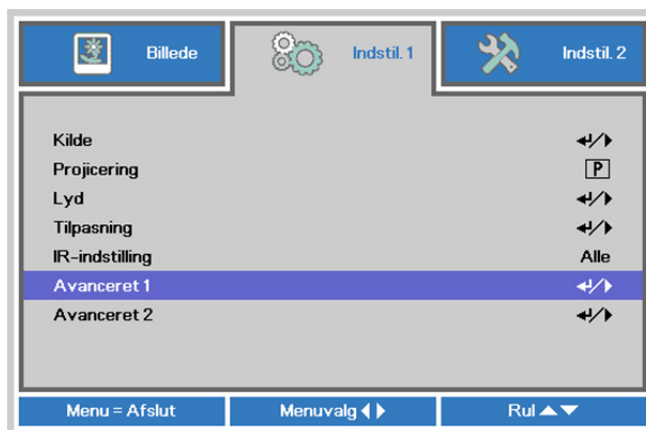 Billede
Indstil. 1
Indstil. 2
Kilde
Projicering P
Lyd
Tilpasning
IR-indstilling Alle
Avanceret 1
Avanceret 2
Menu = Afslut
Menuvalg
Rul